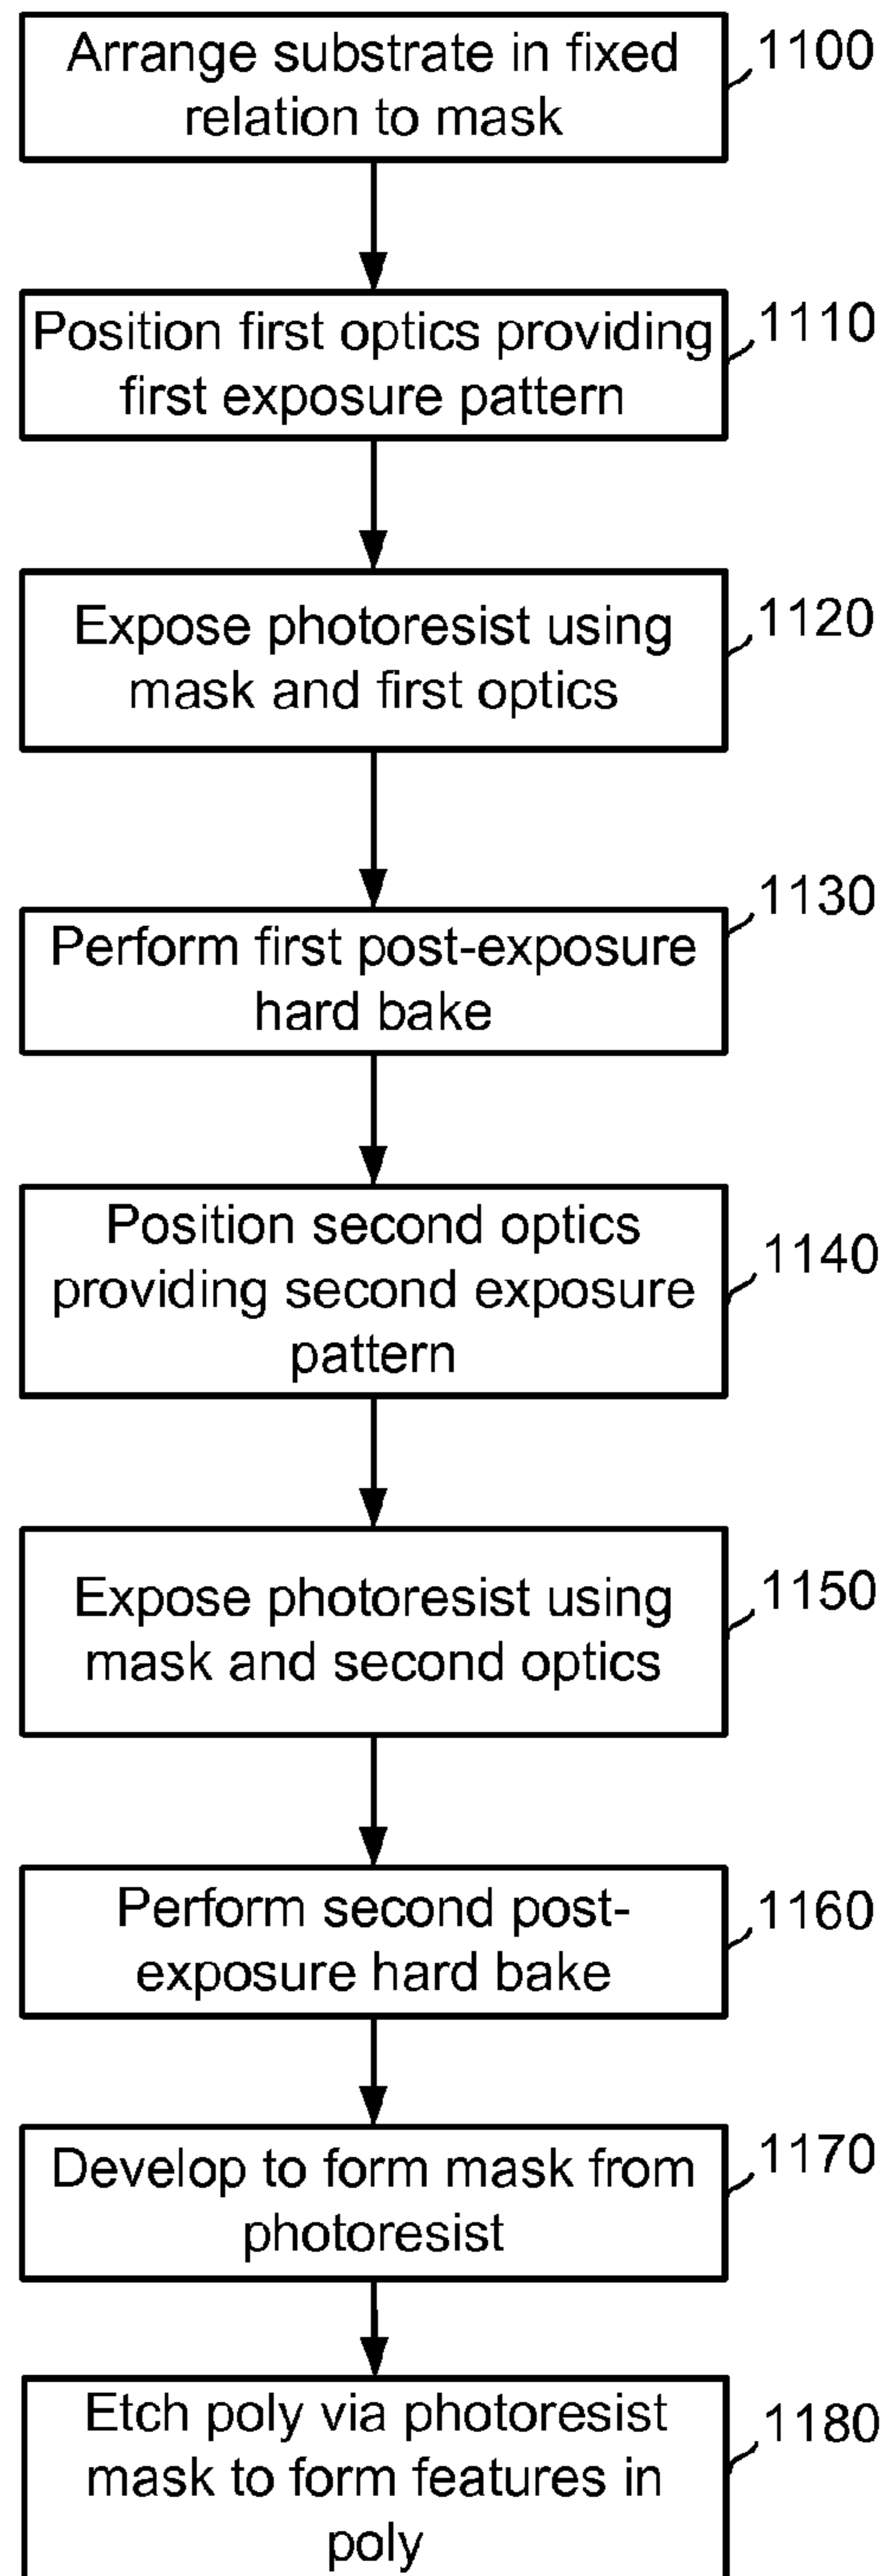 Arrange substrate in fixed
relation to mask
1100
Position first optics providing
first exposure pattern
1110
Expose photoresist using
mask and first optics
1120
Perform first post-exposure
hard bake
1130
Position second optics
providing second exposure
pattern
1140
Expose photoresist using
mask and second optics
1150
Perform second post-
exposure hard bake
1160
Develop to form mask from
photoresist
1170
Etch poly via photoresist
mask to form features in
poly
1180